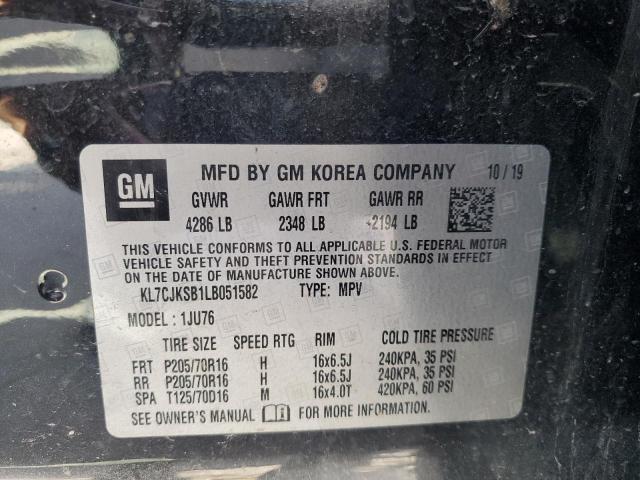 GM
MFD BY GM KOREA COMPANY 10/19
GVWR GAWR FRT GAWR RR
4286 LB 2348 LB 2194 LB
THIS VEHICLE CONFORMS TO ALL APPLICABLE U.S. FEDERAL MOTOR
VEHICLE SAFETY AND THEFT PREVENTION STANDARDS IN
EFFECT ON THE DATE OF MANUFACTURE SHOWN ABOVE.
KL7CJKSB1LB051582 TYPE: MPV
MODEL: 1JU76
TIRE SIZE SPEED RTG RIM COLD TIRE PRESSURE
FRT P205/70R16 H 16x6.5J 240KPA, 35 PSI
RR P205/70R16 H 16x6.5J 240KPA, 35 PSI
SPA T125/70D16 M 16x4.0T 420KPA, 60 PSI
SEE OWNER'S MANUAL FOR ADDITIONAL INFORMATION.